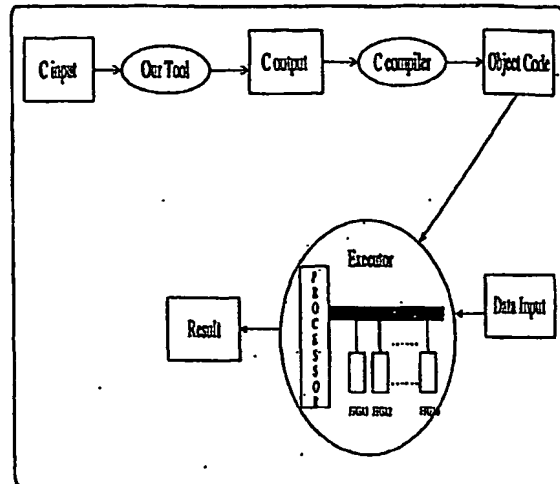 C input
Our Tool
C output
C compiler
Object Code
Executor
PROCESSOR
Data Input
Result